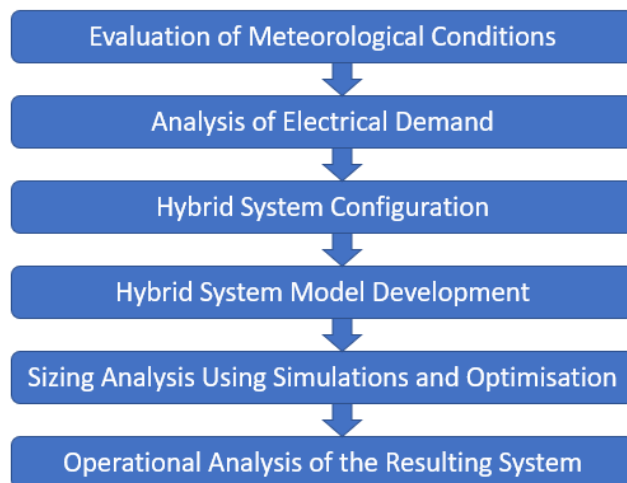 Evaluation of Meteorological Conditions
Analysis of Electrical Demand
Hybrid System Configuration
Hybrid System Model Development
Sizing Analysis Using Simulations and Optimisation
Operational Analysis of the Resulting System